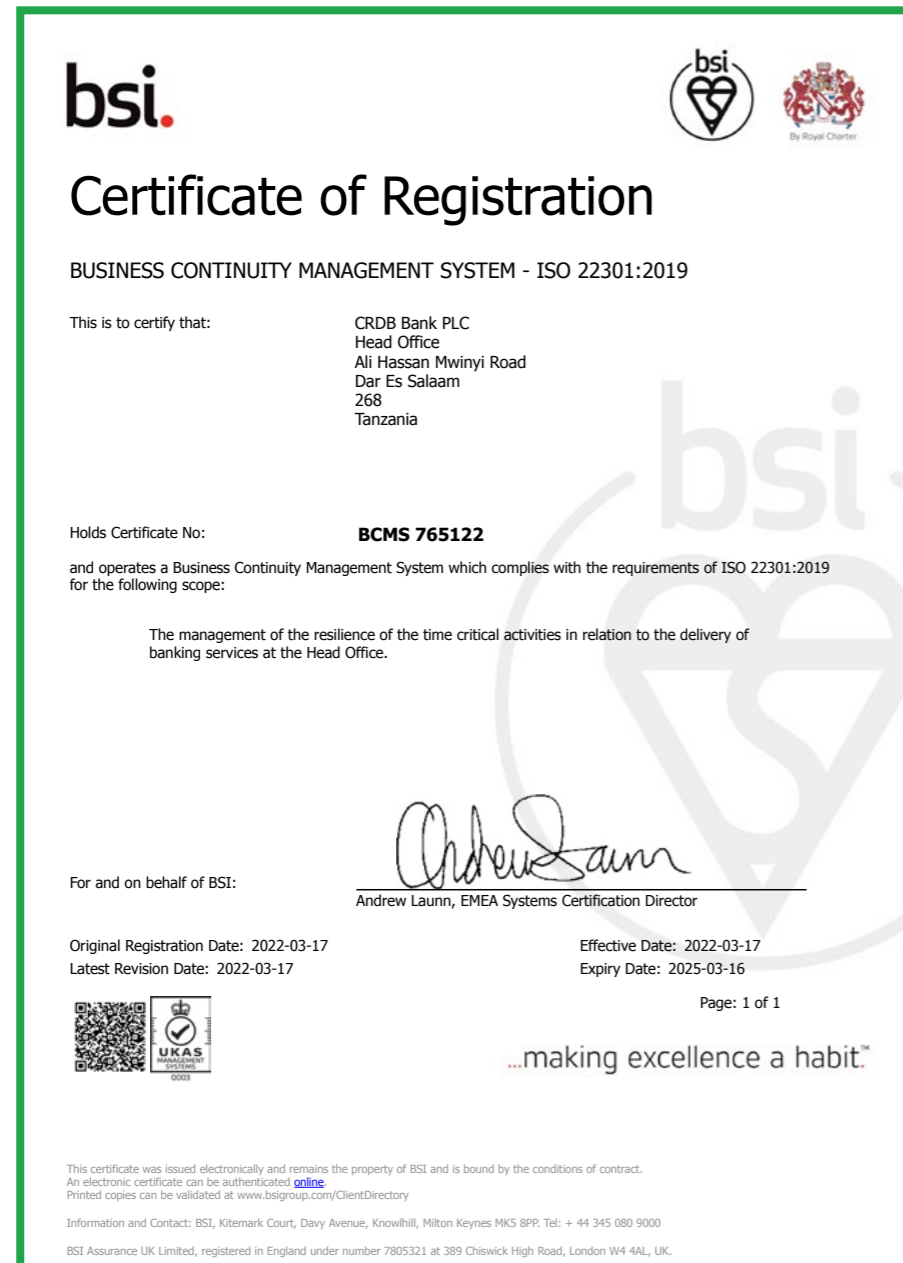 bsi.
bsi
By Royal Charter
Certificate of Registration
BUSINESS CONTINUITY MANAGEMENT SYSTEM - ISO 22301:2019
This is to certify that:
CRDB Bank PLC
Head Office
Ali Hassan Mwinyi Road
Dar Es Salaam
268
Tanzania
bsi
Holds Certificate No:
BCMS 765122
and operates a Business Continuity Management System which complies with the requirements of ISO 22301:2019
for the following scope:
The management of the resilience of the time critical activities in relation to the delivery of
banking services at the Head Office.
Andrew Launn
For and on behalf of BSI:
Andrew Launn, EMEA Systems Certification Director
Original Registration Date: 2022-03-17
Effective Date: 2022-03-17
Latest Revision Date: 2022-03-17
Expiry Date: 2025-03-16
Page: 1 of 1
UKAS
MANAGEMENT
SYSTEMS
0003
...making excellence a habit.™
This certificate was issued electronically and remains the property of BSI and is bound by the conditions of contract.
An electronic certificate can be authenticated online.
Printed copies can be validated at www.bsigroup.com/ClientDirectory
Information and Contact: BSI, Kitemark Court, Davy Avenue, Knowlhill, Milton Keynes MK5 8PP. Tel: + 44 345 080 9000
BSI Assurance UK Limited, registered in England under number 7805321 at 389 Chiswick High Road, London W4 4AL, UK.